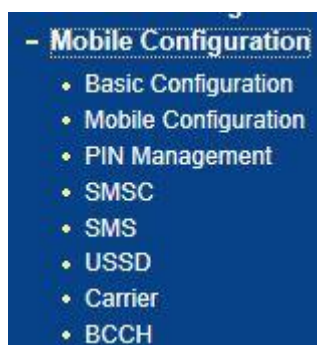 - Mobile Configuration
• Basic Configuration
• Mobile Configuration
• PIN Management
• SMSC
• SMS
• USSD
• Carrier
• BCCH